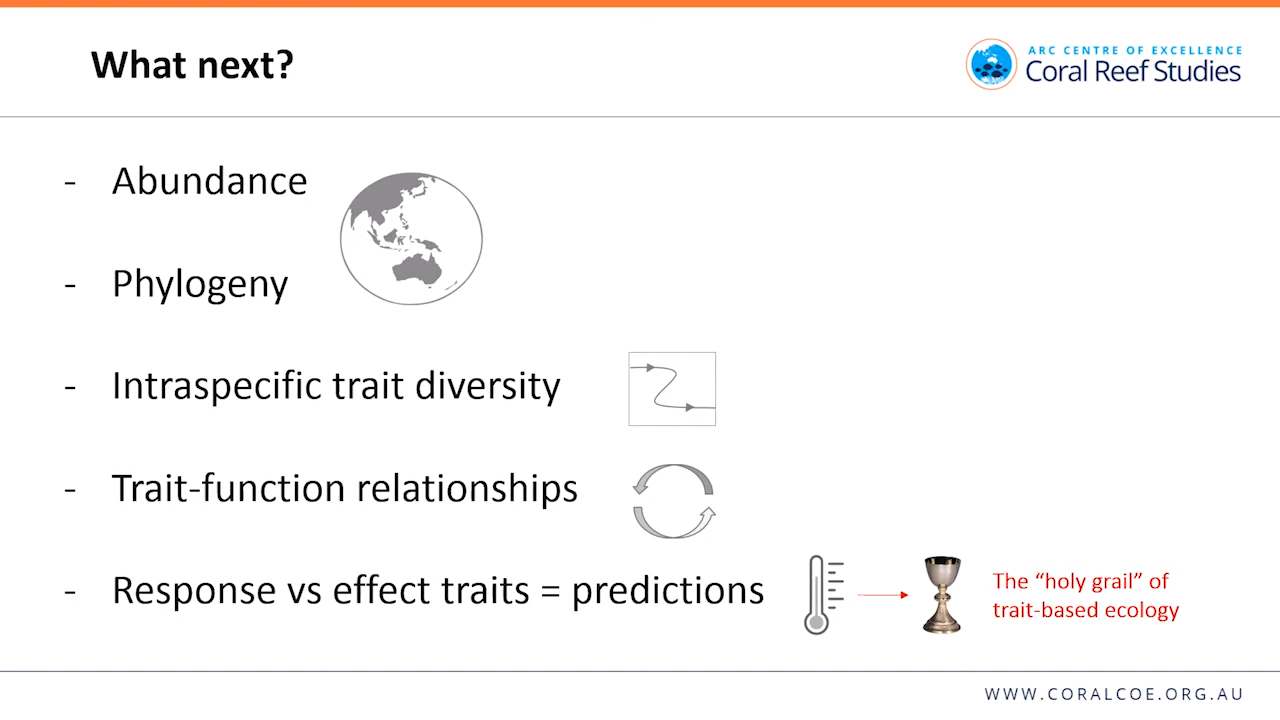 What next?
ARC CENTRE OF EXCELLENCE
Coral Reef Studies
- Abundance
- Phylogeny
- Intraspecific trait diversity
- Trait-function relationships
- Response vs effect traits = predictions
The “holy grail” of
trait-based ecology
WWW.CORALCOE.ORG.AU